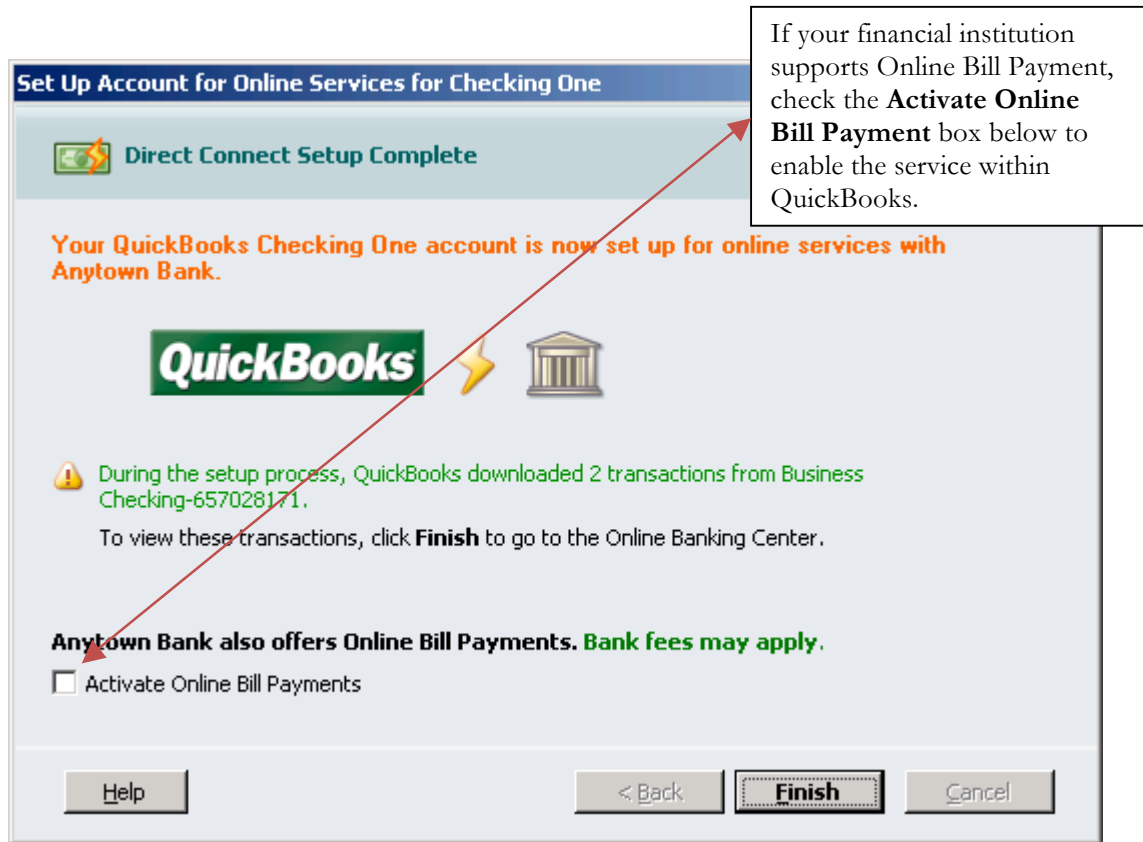 If your financial institution
supports Online Bill Payment,
check the Activate Online
Bill Payment box below to
enable the service within
QuickBooks.
Set Up Account for Online Services for Checking One
Direct Connect Setup Complete
Your QuickBooks Checking One account is now set up for online services with
Anytown Bank.
QuickBooks
During the setup process, QuickBooks downloaded 2 transactions from Business
Checking-657028171.
To view these transactions, click Finish to go to the Online Banking Center.
Anytown Bank also offers Online Bill Payments. Bank fees may apply.
Activate Online Bill Payments
Help
< Back
Finish
Cancel